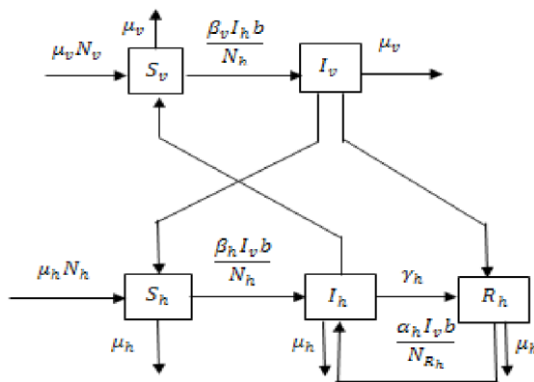 μ_v
μ_v N_v
S_v
β_v I_h b
N_h
I_v
μ_v
μ_h N_h
S_h
β_h I_v b
N_h
I_h
γ_h
R_h
μ_h
μ_h
α_h I_v b
N_{R_h}
μ_h